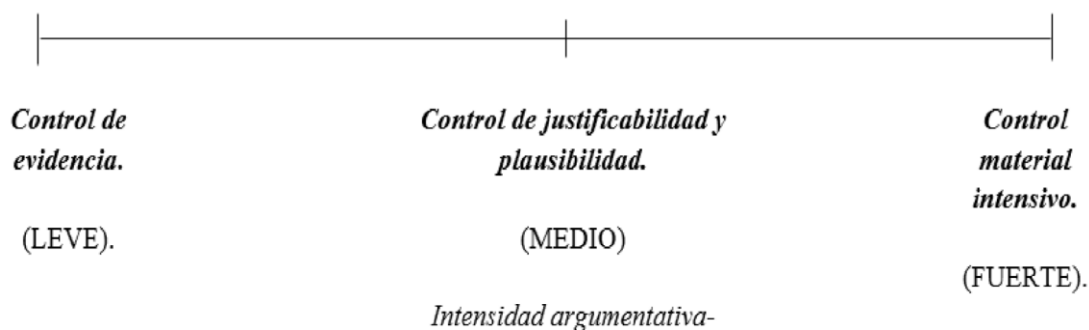 Control de
evidencia.
(LEVE).
Control de justificabilidad y
plausibilidad.
(MEDIO)
Control
material
intensivo.
(FUERTE).
Intensidad argumentativa-